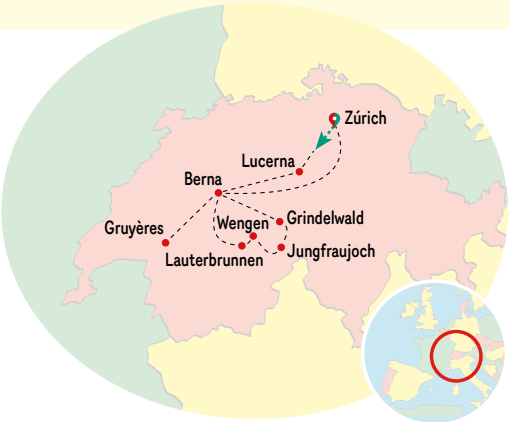 Zúrich
Lucerna
Berna
Wengen
Grindelwald
Gruyères
Lauterbrunnen
Jungfraujoch